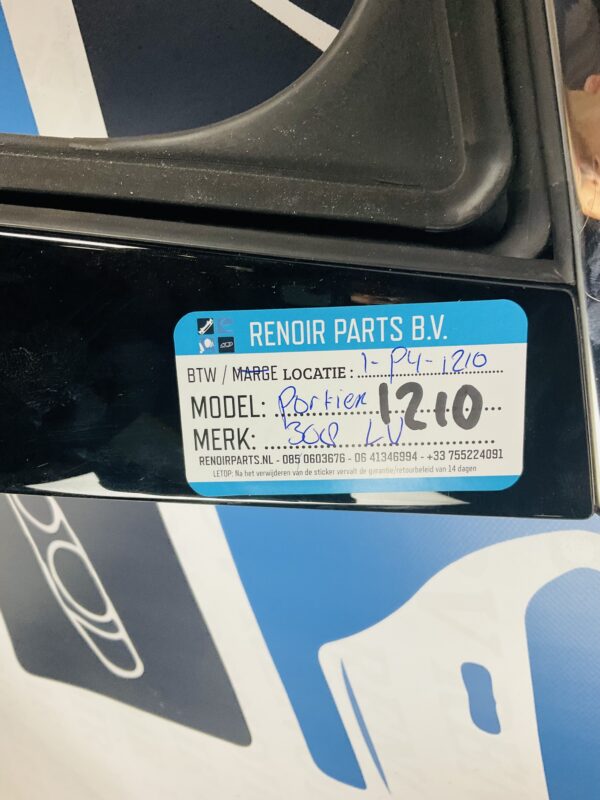 RENOIR PARTS B.V.
BTW / MARGE LOCATIE : 1-P4-1210
MODEL: Portier 1210
MERK: 308 LV
RENOIRPARTS.NL - 085 0603676 - 06 41346994 - +33 755224091
LETOP: Na het verwijderen van de sticker vervalt de garantie/retourbeleid van 14 dagen